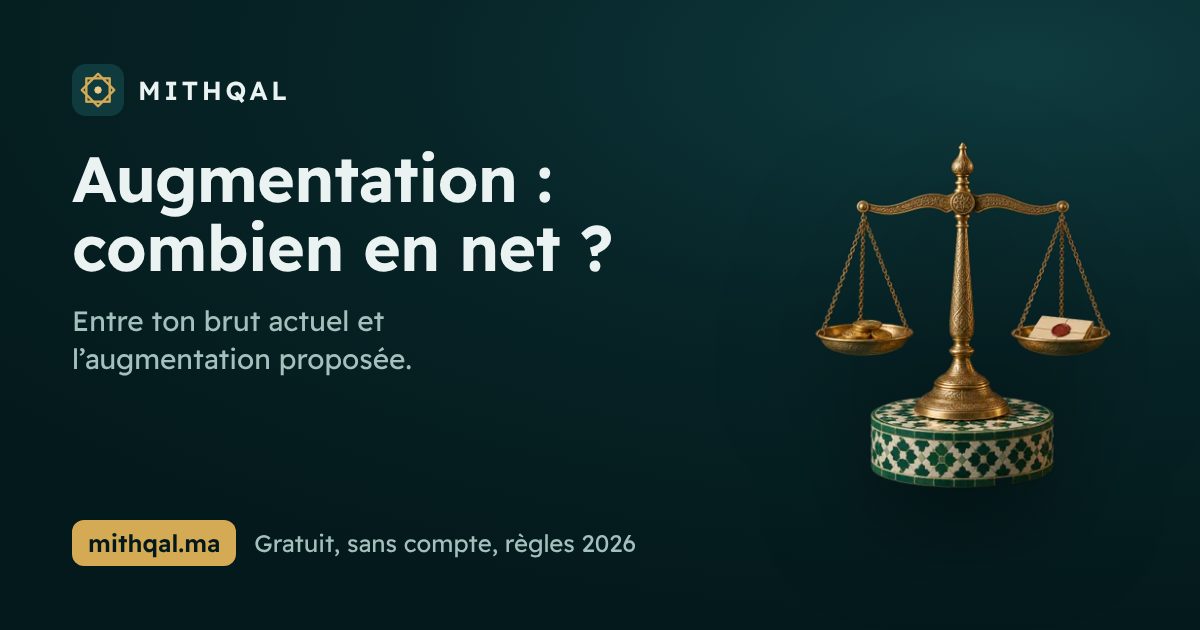 MITHQAL
Augmentation :
combien en net ?
Entre ton brut actuel et
l’augmentation proposée.
mithqal.ma
Gratuit, sans compte, règles 2026